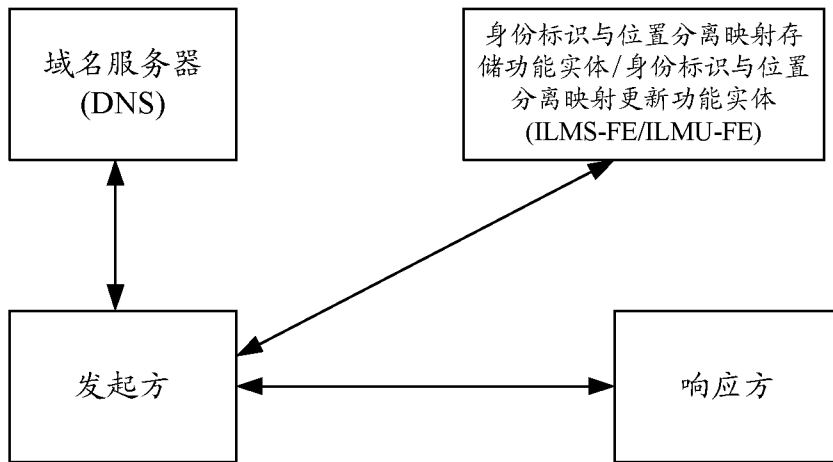 域名服务器
(DNS)
身份标识与位置分离映射存
储功能实体/身份标识与位置
分离映射更新功能实体
(ILMS-FE/ILMU-FE)
发起方
响应方